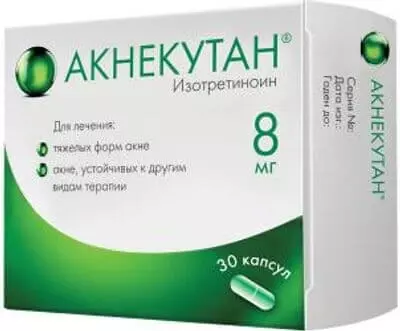 АКНЕКУТАН®
Изотретиноин
Для лечения:
тяжелых форм акне
акне, устойчивых к другим
видам терапии
8
мг
30 капсул
АКНЕКУТАН®
Серия №:
Дата изг.:
Годен до: